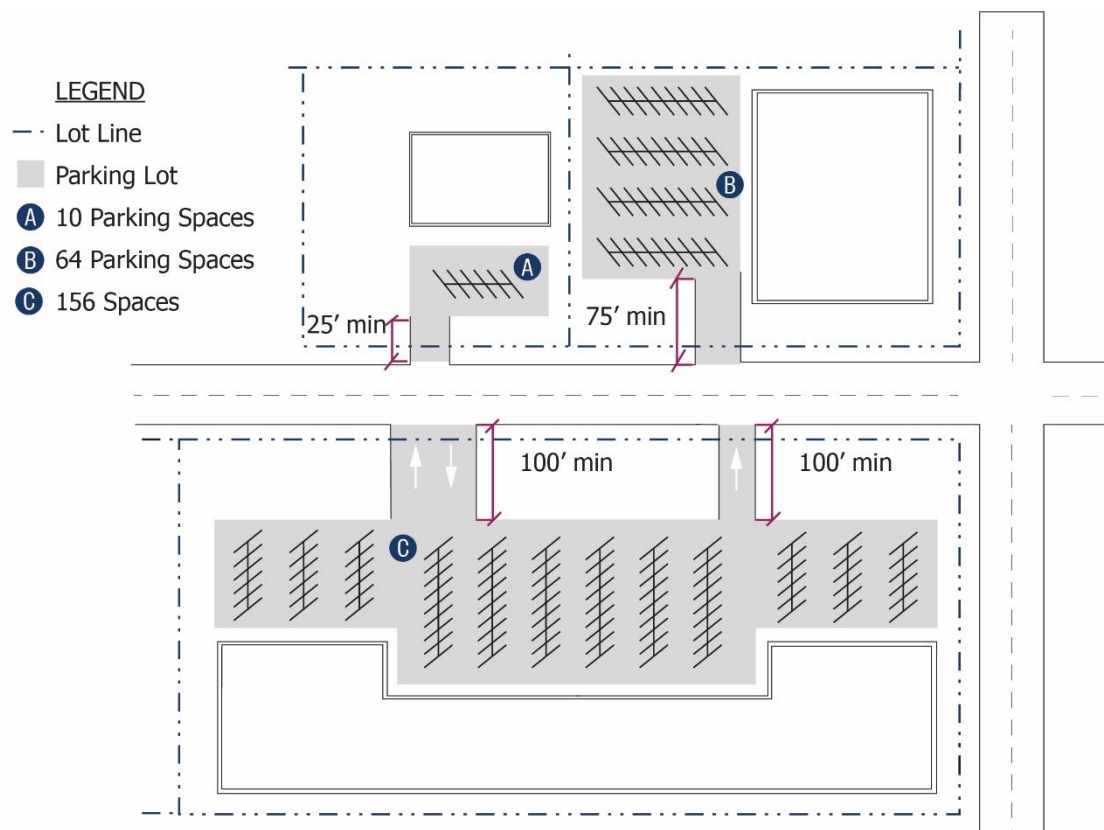 LEGEND
Lot Line
Parking Lot
A 10 Parking Spaces
B 64 Parking Spaces
C 156 Spaces
B
A
25’ min
75’ min
100’ min
100’ min
C